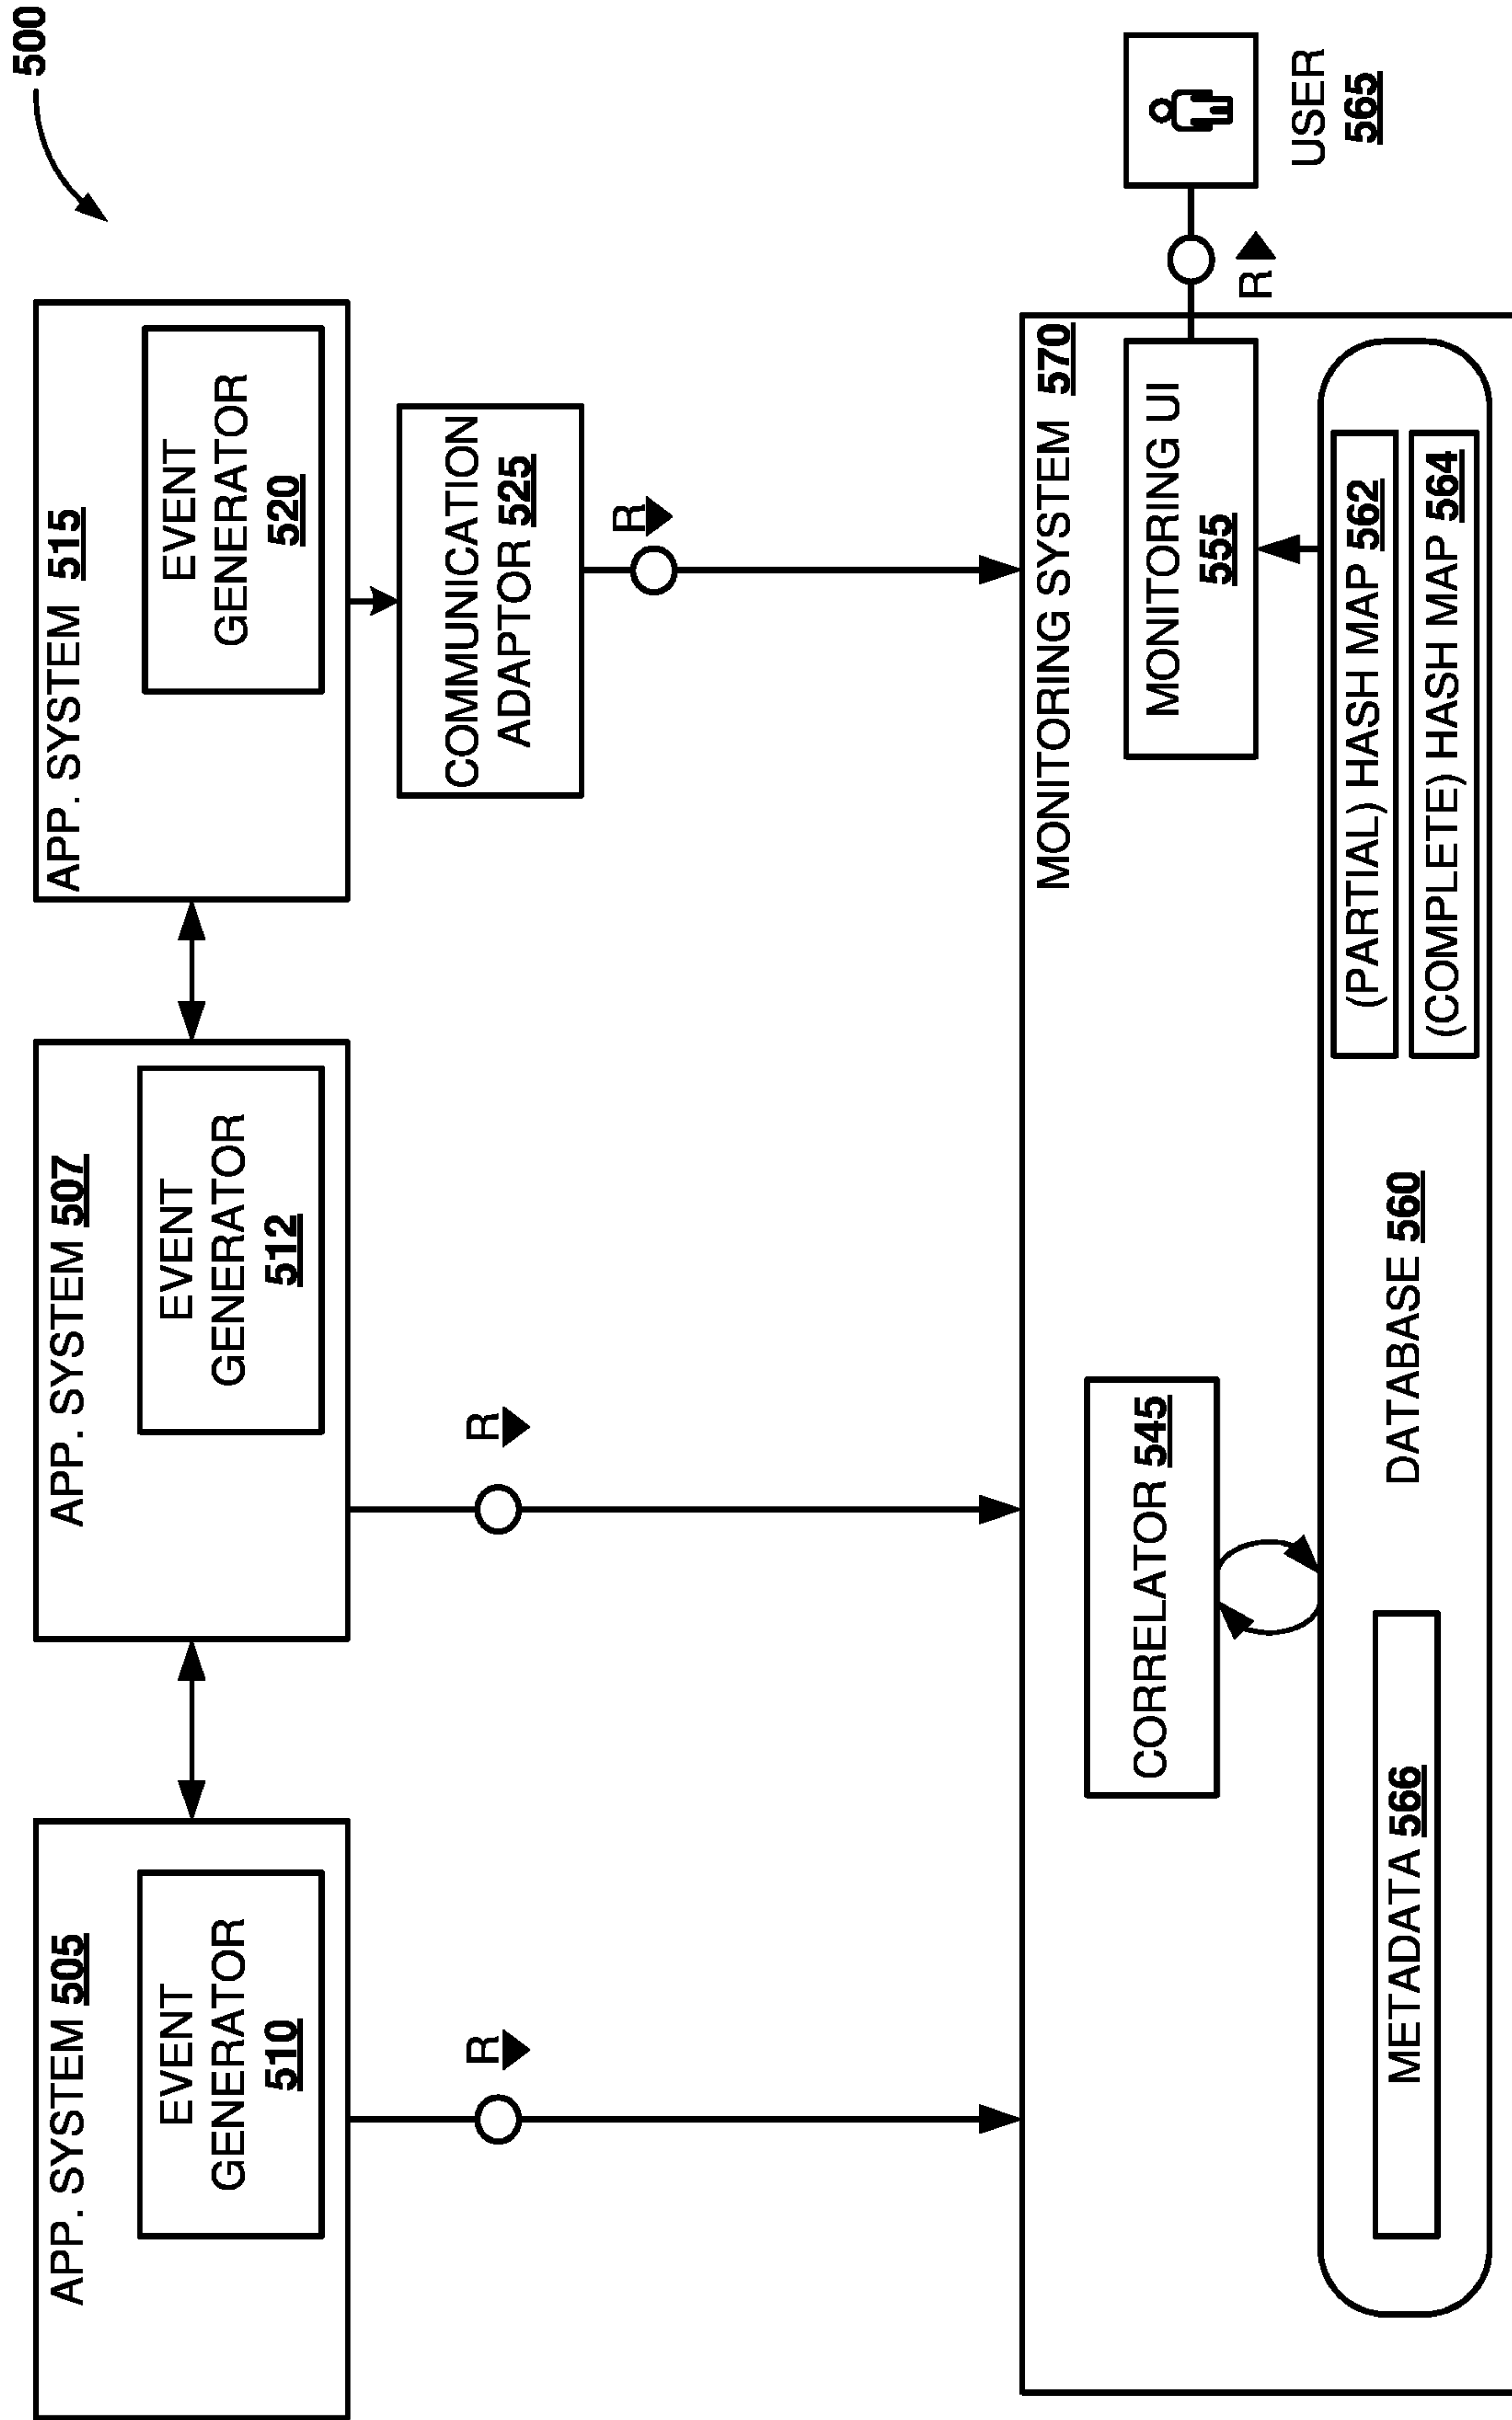 500
APP. SYSTEM 505
EVENT
GENERATOR
510
APP. SYSTEM 507
EVENT
GENERATOR
512
APP. SYSTEM 515
EVENT
GENERATOR
520
COMMUNICATION
ADAPTOR 525
R
R
R
MONITORING SYSTEM 570
CORRELATOR 545
MONITORING UI
555
R
USER
565
METADATA 566
DATABASE 560
(PARTIAL) HASH MAP 562
(COMPLETE) HASH MAP 564